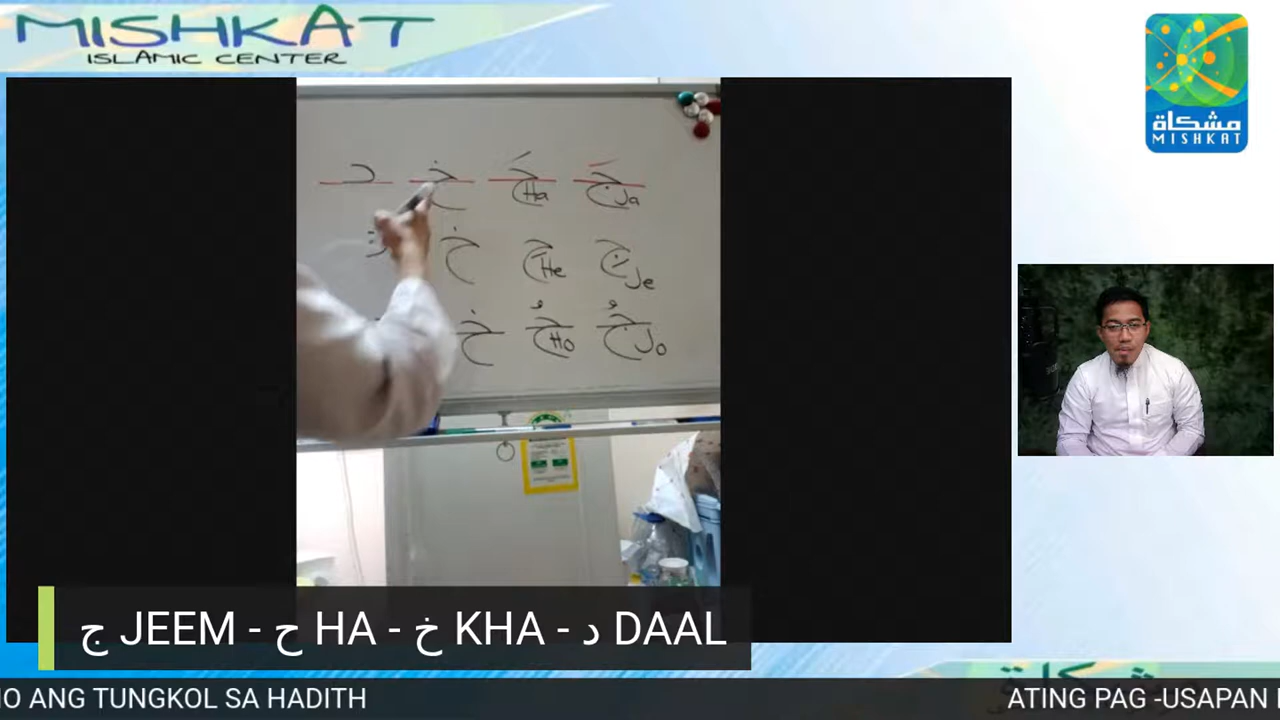 MISHKAT
ISLAMIC CENTER
مشكاة
MISHKAT
جَ Ja حَ Ha خ د
جِ Je حِ He خ
جُ Jo حُ Ho خ
ج JEEM - ح HA - خ KHA - د DAAL
مشكاة
O ANG TUNGKOL SA HADITH
ATING PAG -USAPAN